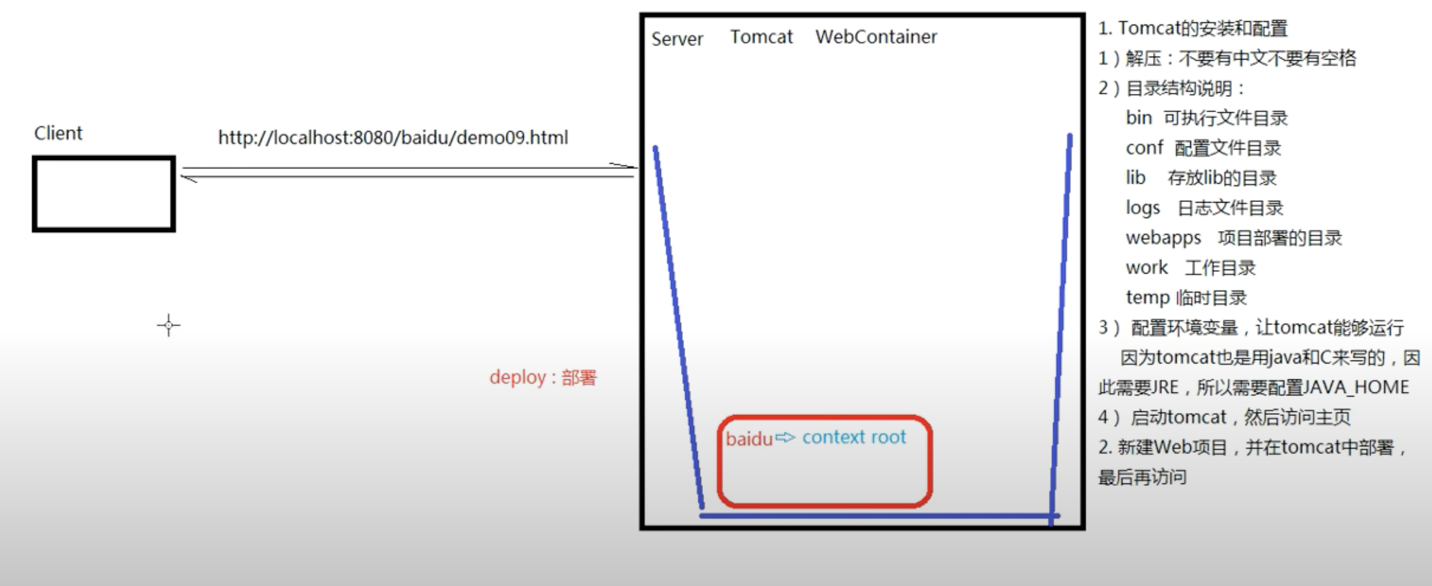 Server Tomcat WebContainer
Client
http://localhost:8080/baidu/demo09.html
deploy : 部署
baidu⇨ context root
1. Tomcat的安装和配置
1）解压：不要有中文不要有空格
2）目录结构说明：
bin 可执行文件目录
conf 配置文件目录
lib 存放lib的目录
logs 日志文件目录
webapps 项目部署的目录
work 工作目录
temp 临时目录
3） 配置环境变量，让tomcat能够运行
因为tomcat也是用java和C来写的，因
此需要JRE，所以需要配置JAVA_HOME
4） 启动tomcat，然后访问主页
2. 新建Web项目，并在tomcat中部署，
最后再访问